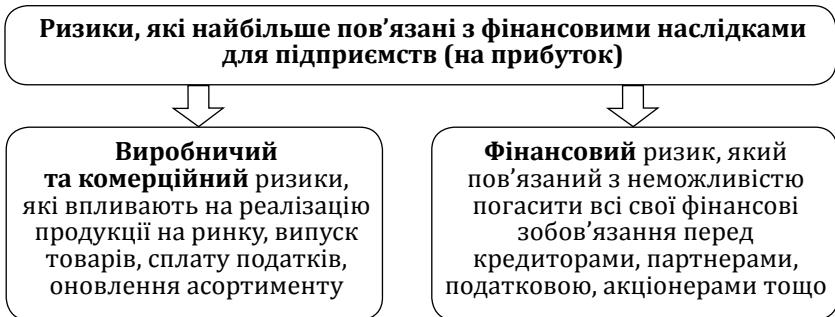 Ризики, які найбільше пов’язані з фінансовими наслідками
для підприємств (на прибуток)
Виробничий
та комерційний ризики,
які впливають на реалізацію
продукції на ринку, випуск
товарів, сплату податків,
оновлення асортименту
Фінансовий ризик, який
пов’язаний з неможливістю
погасити всі свої фінансові
зобов’язання перед
кредиторами, партнерами,
податковою, акціонерами тощо